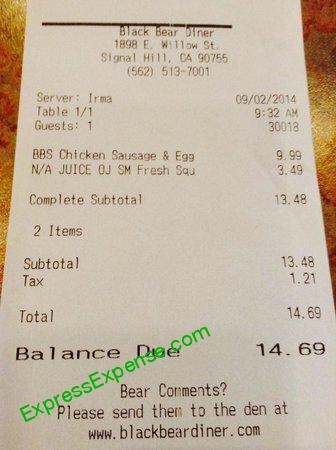 Black Bear Diner
1898 E. Willow St.
Signal Hill, CA 90755
(562) 513-7001
Server: Irma 09/02/2014
Table 1/1 9:32 AM
Guests: 1 30018
BBS Chicken Sausage & Egg 9.99
N/A JUICE OJ SM Fresh Squ 3.49
Complete Subtotal 13.48
2 Items
Subtotal 13.48
Tax 1.21
Total 14.69
Balance Due 14.69
ExpressExpense.com
Bear Comments?
Please send them to the den at
www.blackbeardiner.com